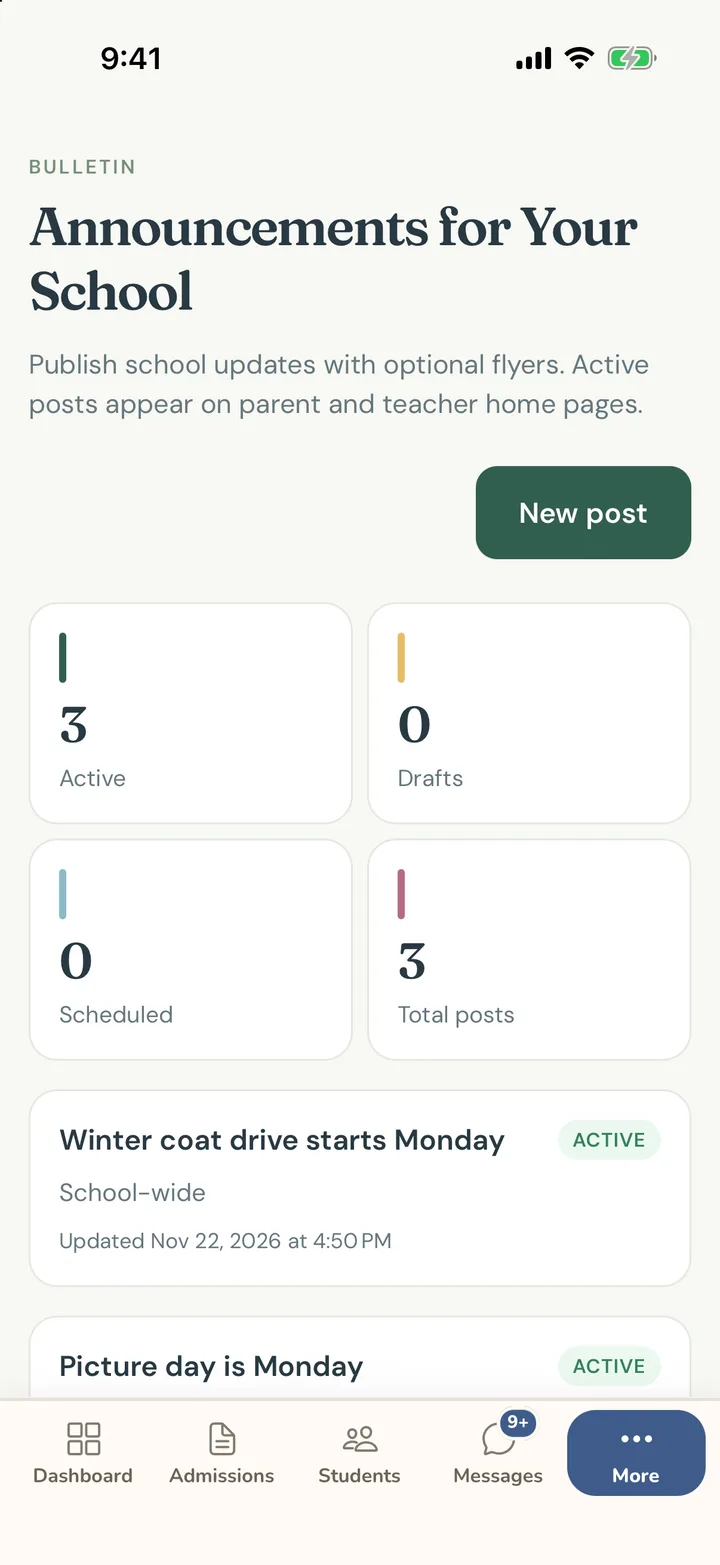 9:41
BULLETIN
Announcements for Your
School
Publish school updates with optional flyers. Active
posts appear on parent and teacher home pages.
New post
3
Active
0
Drafts
0
Scheduled
3
Total posts
Winter coat drive starts Monday
ACTIVE
School-wide
Updated Nov 22, 2026 at 4:50 PM
Picture day is Monday
ACTIVE
9+
Dashboard
Admissions
Students
Messages
More